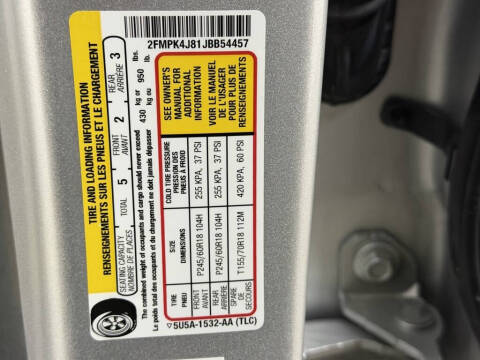 2FMPK4J81JBB54457
TIRE AND LOADING INFORMATION
RENSEIGNEMENTS SUR LES PNEUS ET LE CHARGEMENT
SEATING CAPACITY
NOMBRE DE PLACES
TOTAL 5
FRONT
AVANT 2
REAR
ARRIÈRE 3
The combined weight of occupants and cargo should never exceed
Le poids total des occupants et du chargement ne doit jamais dépasser
430 kg or 950 lbs.
kg ou lb.
TIRE SIZE COLD TIRE PRESSURE
PNEU DIMENSIONS PRESSION DES
PNEUS À FROID
FRONT
AVANT P245/60R18 104H 255 KPA, 37 PSI
REAR
ARRIÈRE P245/60R18 104H 255 KPA, 37 PSI
SPARE
DE
SECOURS T155/70R18 112M 420 KPA, 60 PSI
SEE OWNER'S
MANUAL FOR
ADDITIONAL
INFORMATION
VOIR LE MANUEL
DE L'USAGER
POUR PLUS DE
RENSEIGNEMENTS
5U5A-1532-AA (TLC)